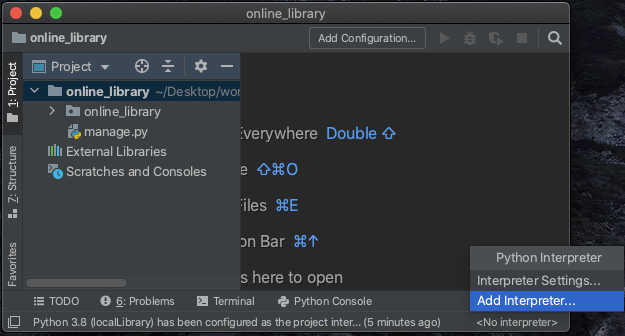 online_library
online_library
Add Configuration...
1: Project
Project
online_library ~/Desktop/wor
online_library
manage.py
External Libraries
Scratches and Consoles
Z: Structure
Favorites
Everywhere Double ⇧
e ⇧⌘O
Files ⌘E
on Bar ⌘↑
s here to open
Python Interpreter
Interpreter Settings...
Add Interpreter...
TODO
6: Problems
Terminal
Python Console
Python 3.8 (localLibrary) has been configured as the project inter... (5 minutes ago)
<No interpreter>